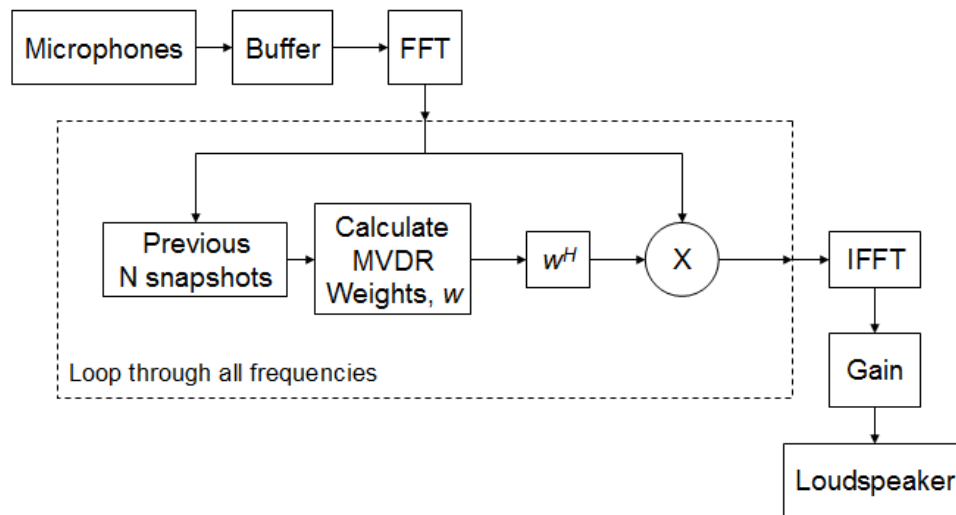 Microphones
Buffer
FFT
Previous
N snapshots
Calculate
MVDR
Weights, w
w^H
X
IFFT
Loop through all frequencies
Gain
Loudspeaker